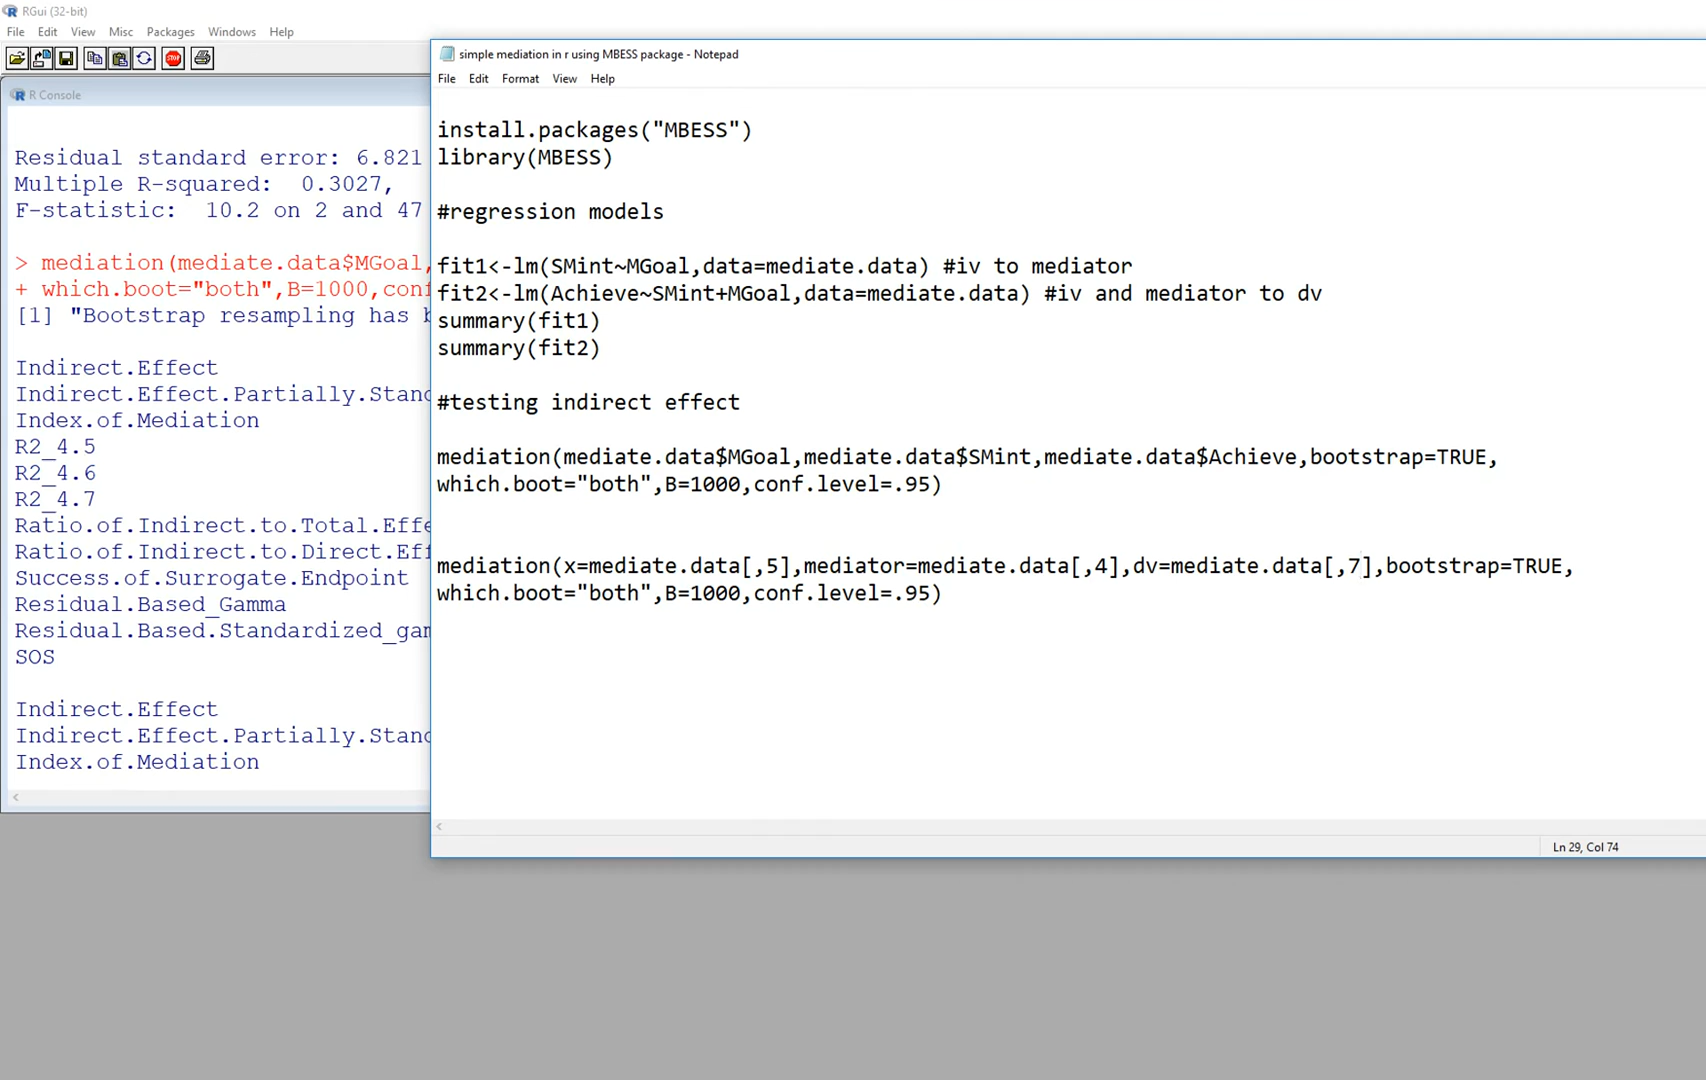 RGui (32-bit)
File Edit View Misc Packages Windows Help
STOP
R Console
Residual standard error: 6.821
Multiple R-squared:  0.3027,
F-statistic:  10.2 on 2 and 47
> mediation(mediate.data$MGoal,
+ which.boot="both",B=1000,conf
[1] "Bootstrap resampling has b
Indirect.Effect
Indirect.Effect.Partially.Stand
Index.of.Mediation
R2_4.5
R2_4.6
R2_4.7
Ratio.of.Indirect.to.Total.Effe
Ratio.of.Indirect.to.Direct.Eff
Success.of.Surrogate.Endpoint
Residual.Based_Gamma
Residual.Based.Standardized_gam
SOS
Indirect.Effect
Indirect.Effect.Partially.Stand
Index.of.Mediation
simple mediation in r using MBESS package - Notepad
File Edit Format View Help
install.packages("MBESS")
library(MBESS)
#regression models
fit1<-lm(SMint~MGoal,data=mediate.data) #iv to mediator
fit2<-lm(Achieve~SMint+MGoal,data=mediate.data) #iv and mediator to dv
summary(fit1)
summary(fit2)
#testing indirect effect
mediation(mediate.data$MGoal,mediate.data$SMint,mediate.data$Achieve,bootstrap=TRUE,
which.boot="both",B=1000,conf.level=.95)
mediation(x=mediate.data[,5],mediator=mediate.data[,4],dv=mediate.data[,7],bootstrap=TRUE,
which.boot="both",B=1000,conf.level=.95)
Ln 29, Col 74